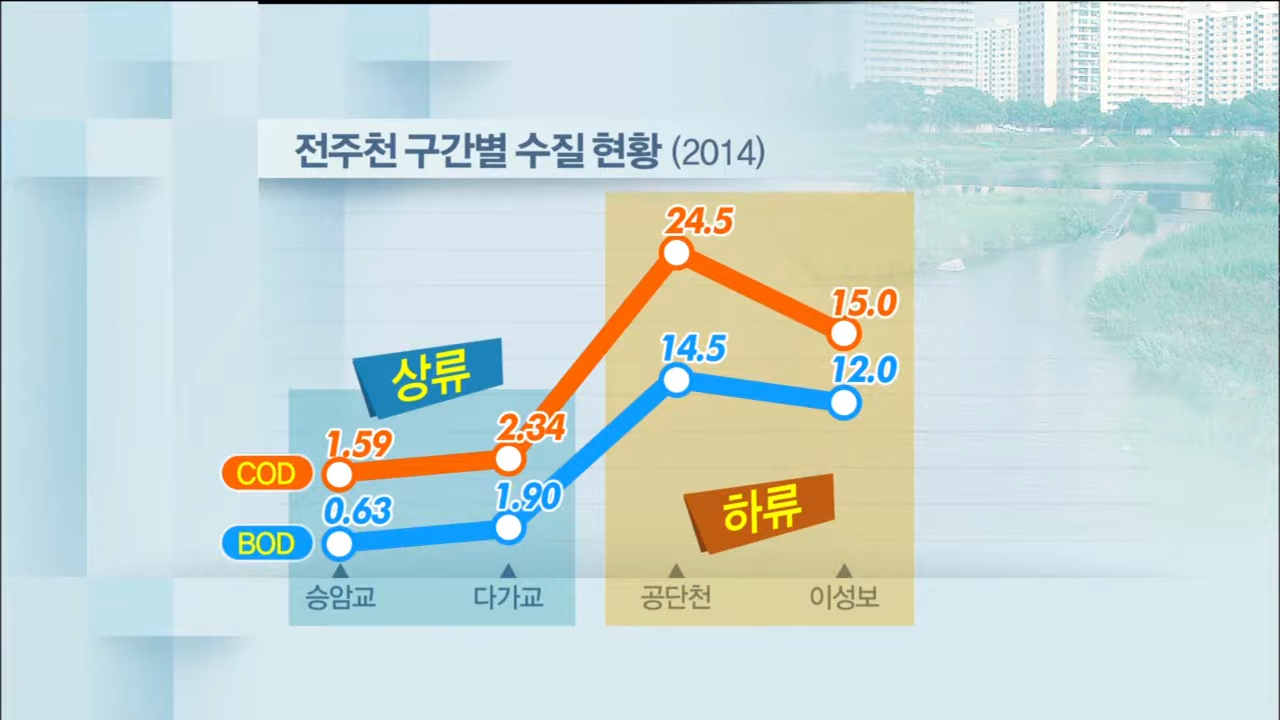 전주천 구간별 수질 현황 (2014)
24.5
15.0
14.5
12.0
상류
2.34
1.59
COD
1.90
0.63
하류
BOD
승암교 다가교 공단천 이성보